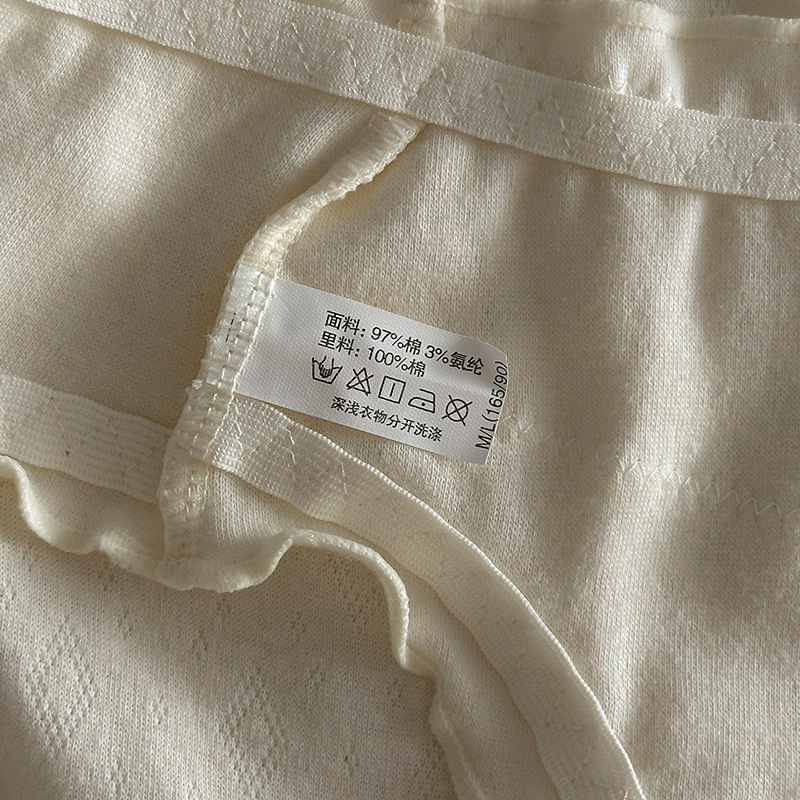 面料：97%棉 3%氨纶
里料：100%棉
深浅衣物分开洗涤
M/L(165/90)